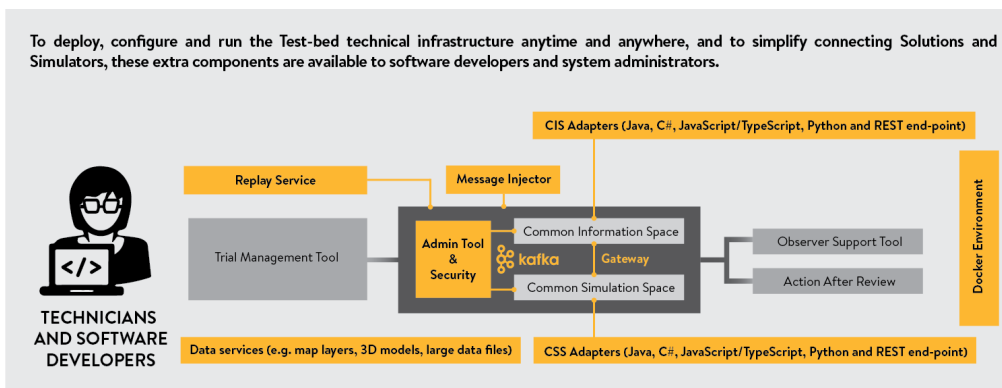 To deploy, configure and run the Test-bed technical infrastructure anytime and anywhere, and to simplify connecting Solutions and
Simulators, these extra components are available to software developers and system administrators.
CIS Adapters (Java, C#, JavaScript/TypeScript, Python and REST end-point)
Replay Service
Message Injector
Trial Management Tool
Admin Tool
&
Security
Common Information Space
kafka
Gateway
Common Simulation Space
Observer Support Tool
Action After Review
Docker Environment
</>
TECHNICIANS
AND SOFTWARE
DEVELOPERS
Data services (e.g. map layers, 3D models, large data files)
CSS Adapters (Java, C#, JavaScript/TypeScript, Python and REST end-point)